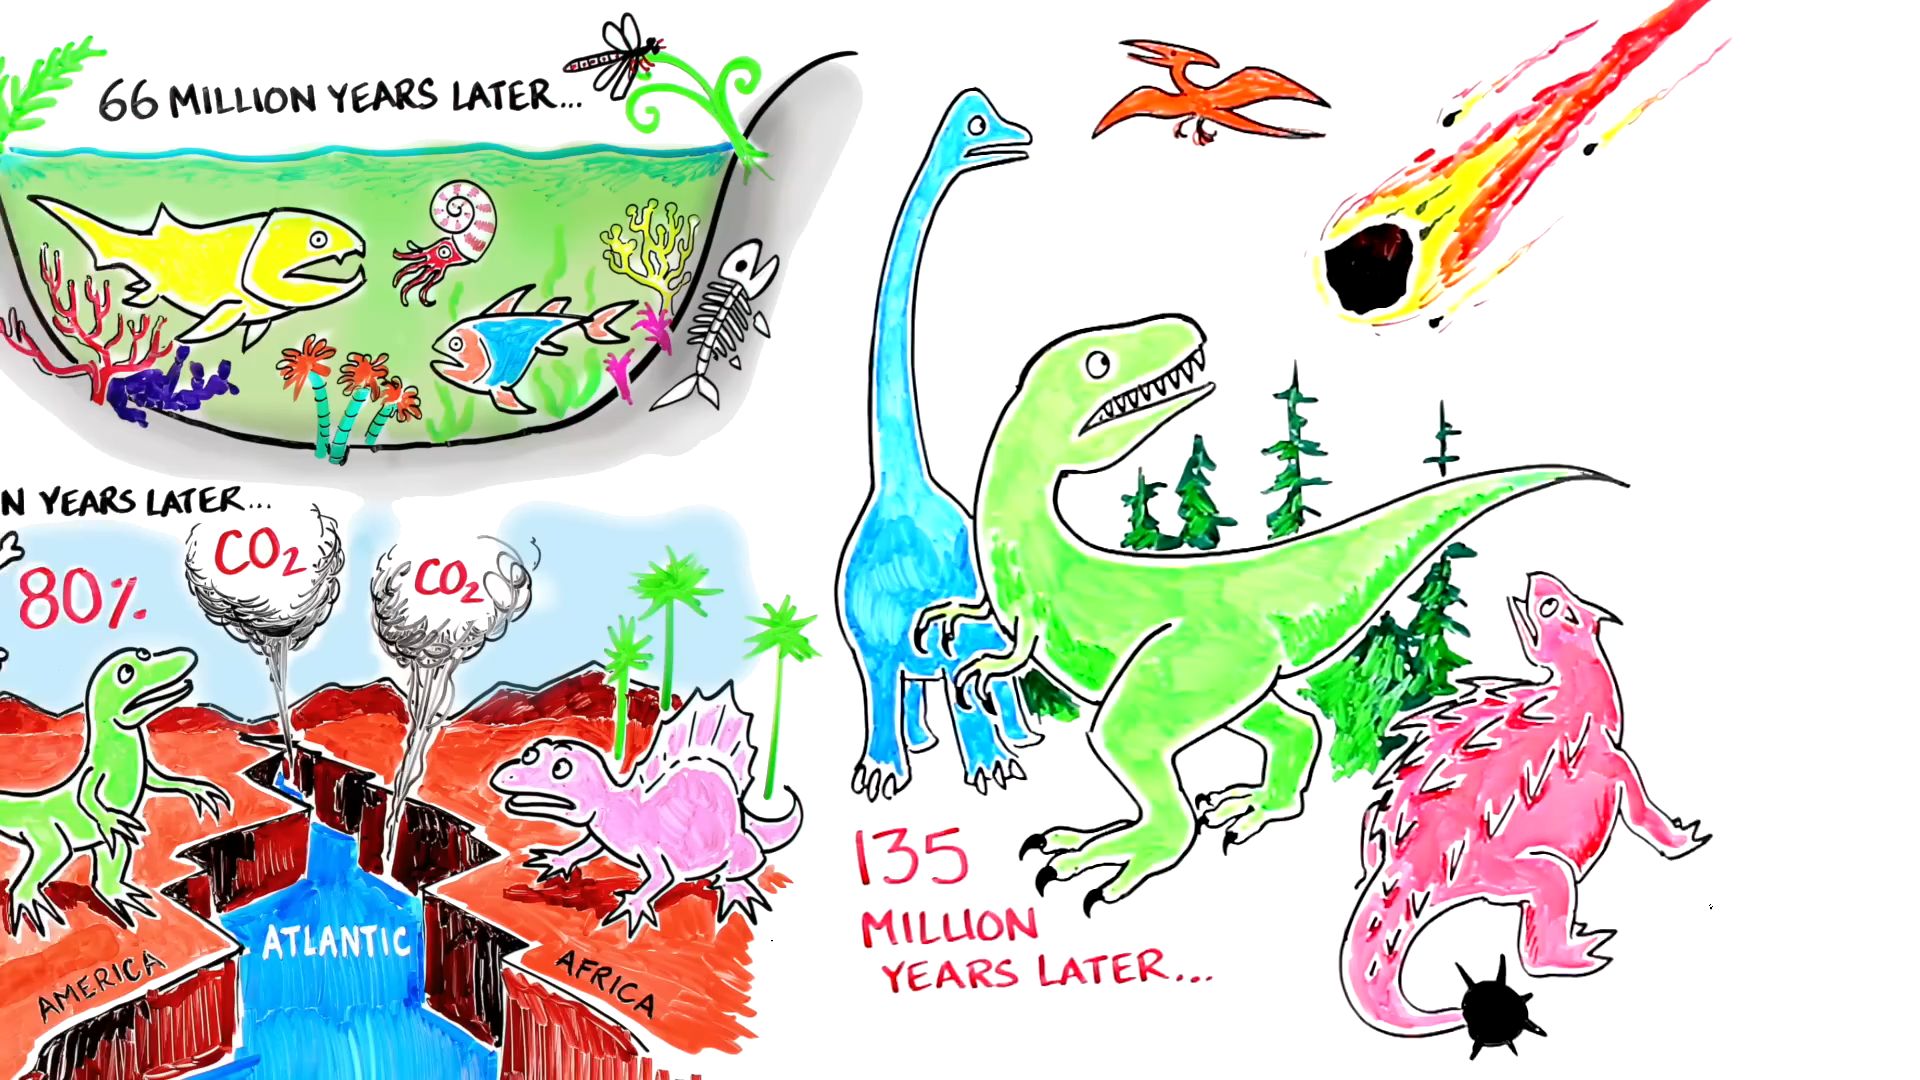 66 MILLION YEARS LATER...
N YEARS LATER...
80%
CO2
CO2
ATLANTIC
AMERICA
AFRICA
135
MILLION
YEARS LATER...